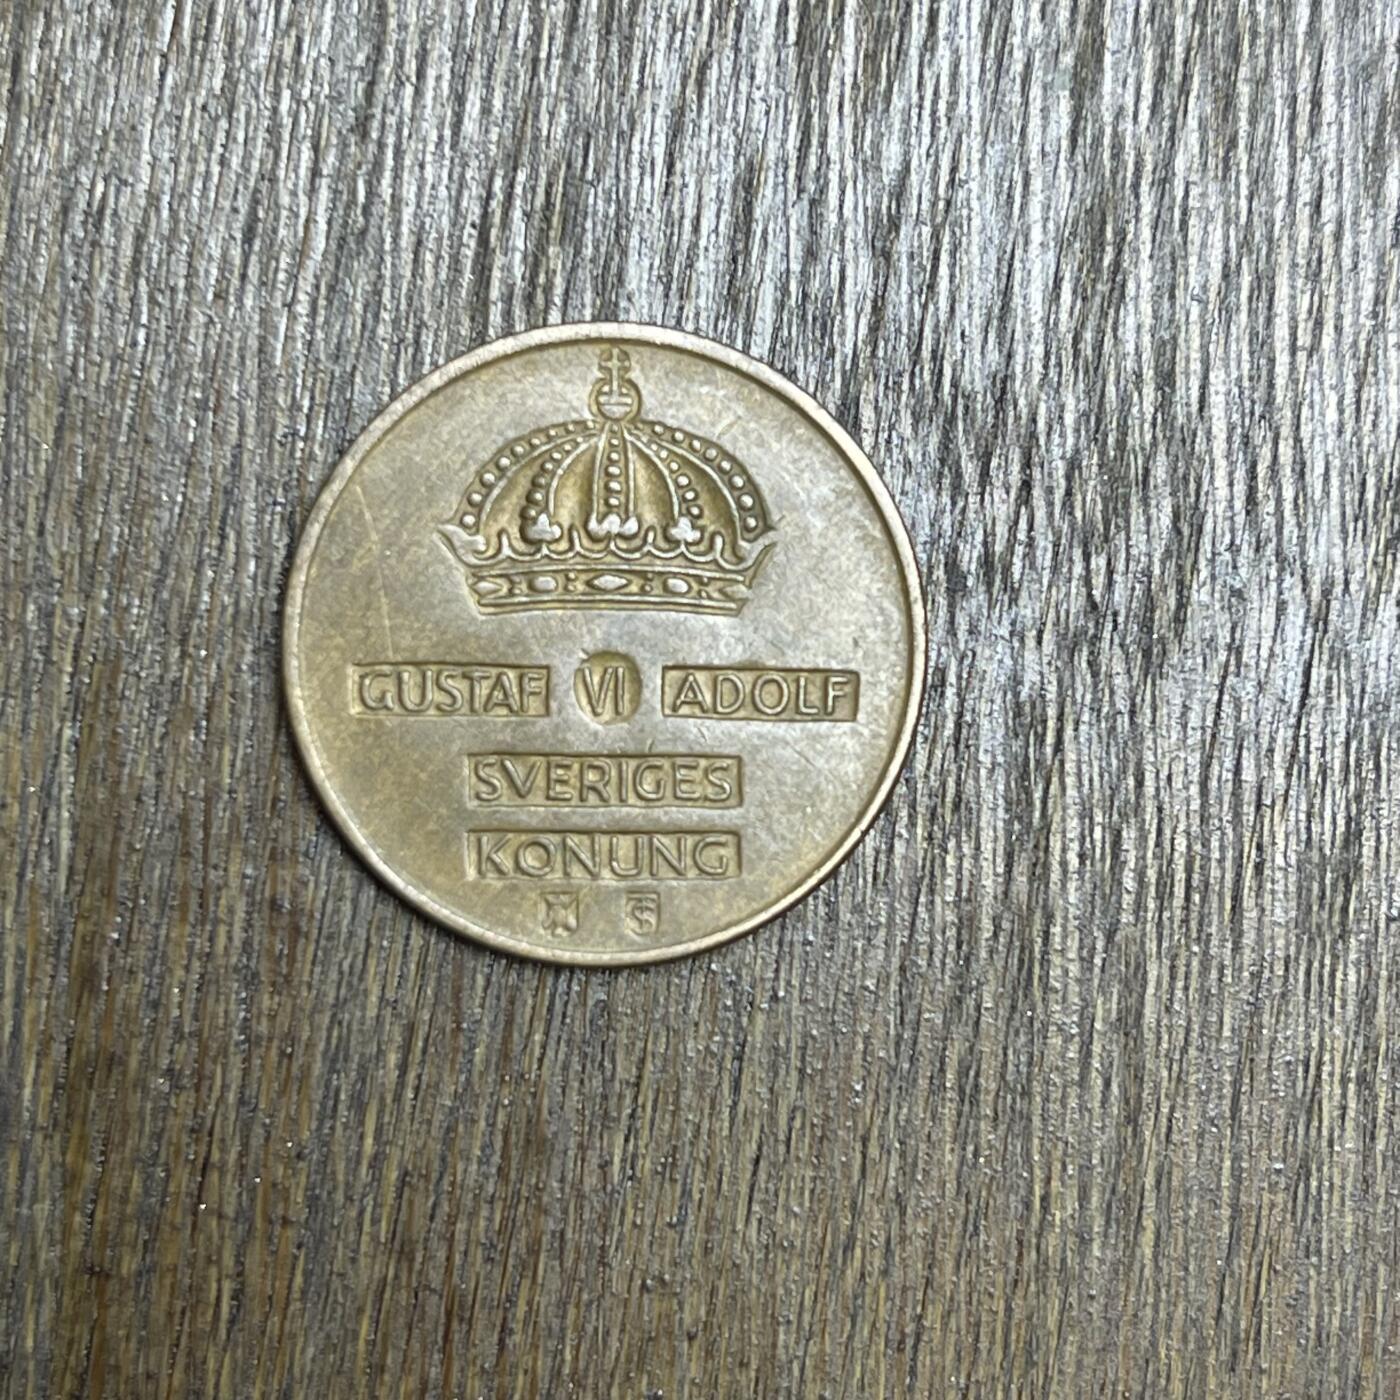 GUSTAF VI ADOLF
SVERIGES
KONUNG
S